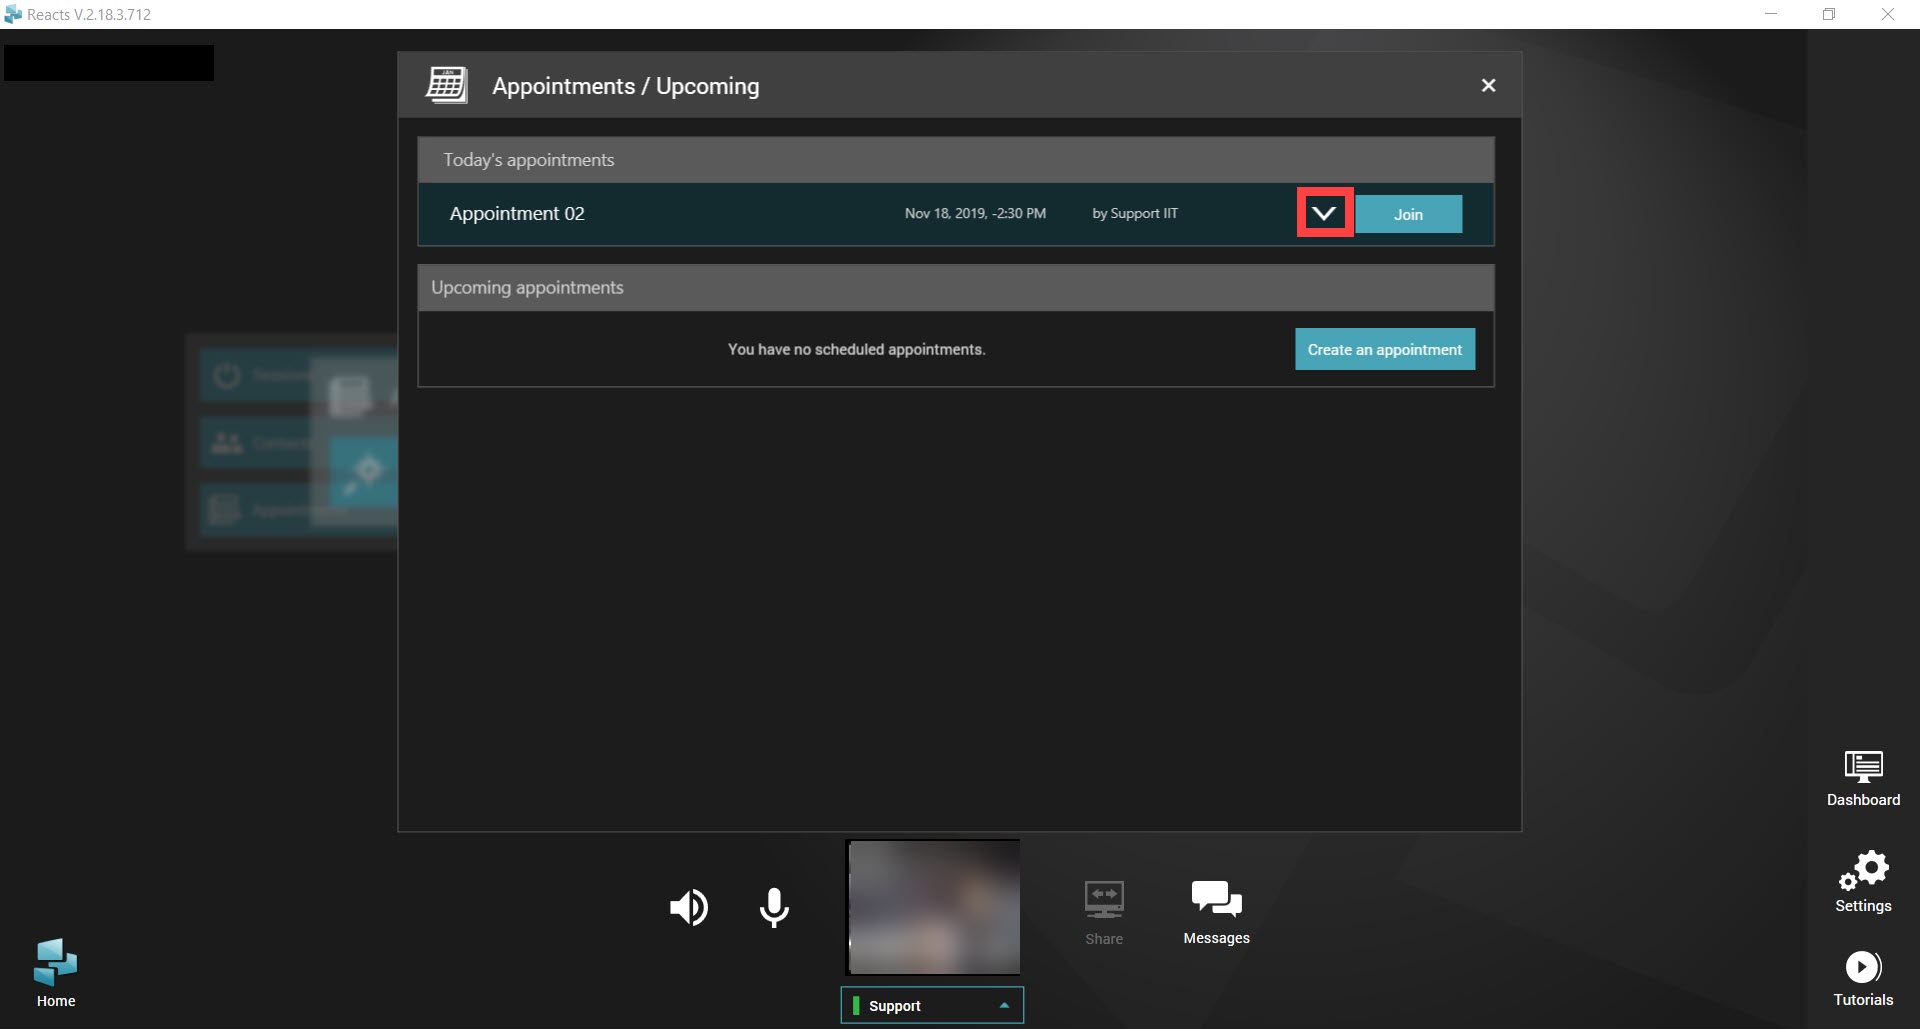 Reacts V.2.18.3.712
Appointments / Upcoming
Today's appointments
Appointment 02
Nov 18, 2019, -2:30 PM
by Support IIT
Join
Upcoming appointments
You have no scheduled appointments.
Create an appointment
Dashboard
Share
Messages
Settings
Home
Support
Tutorials